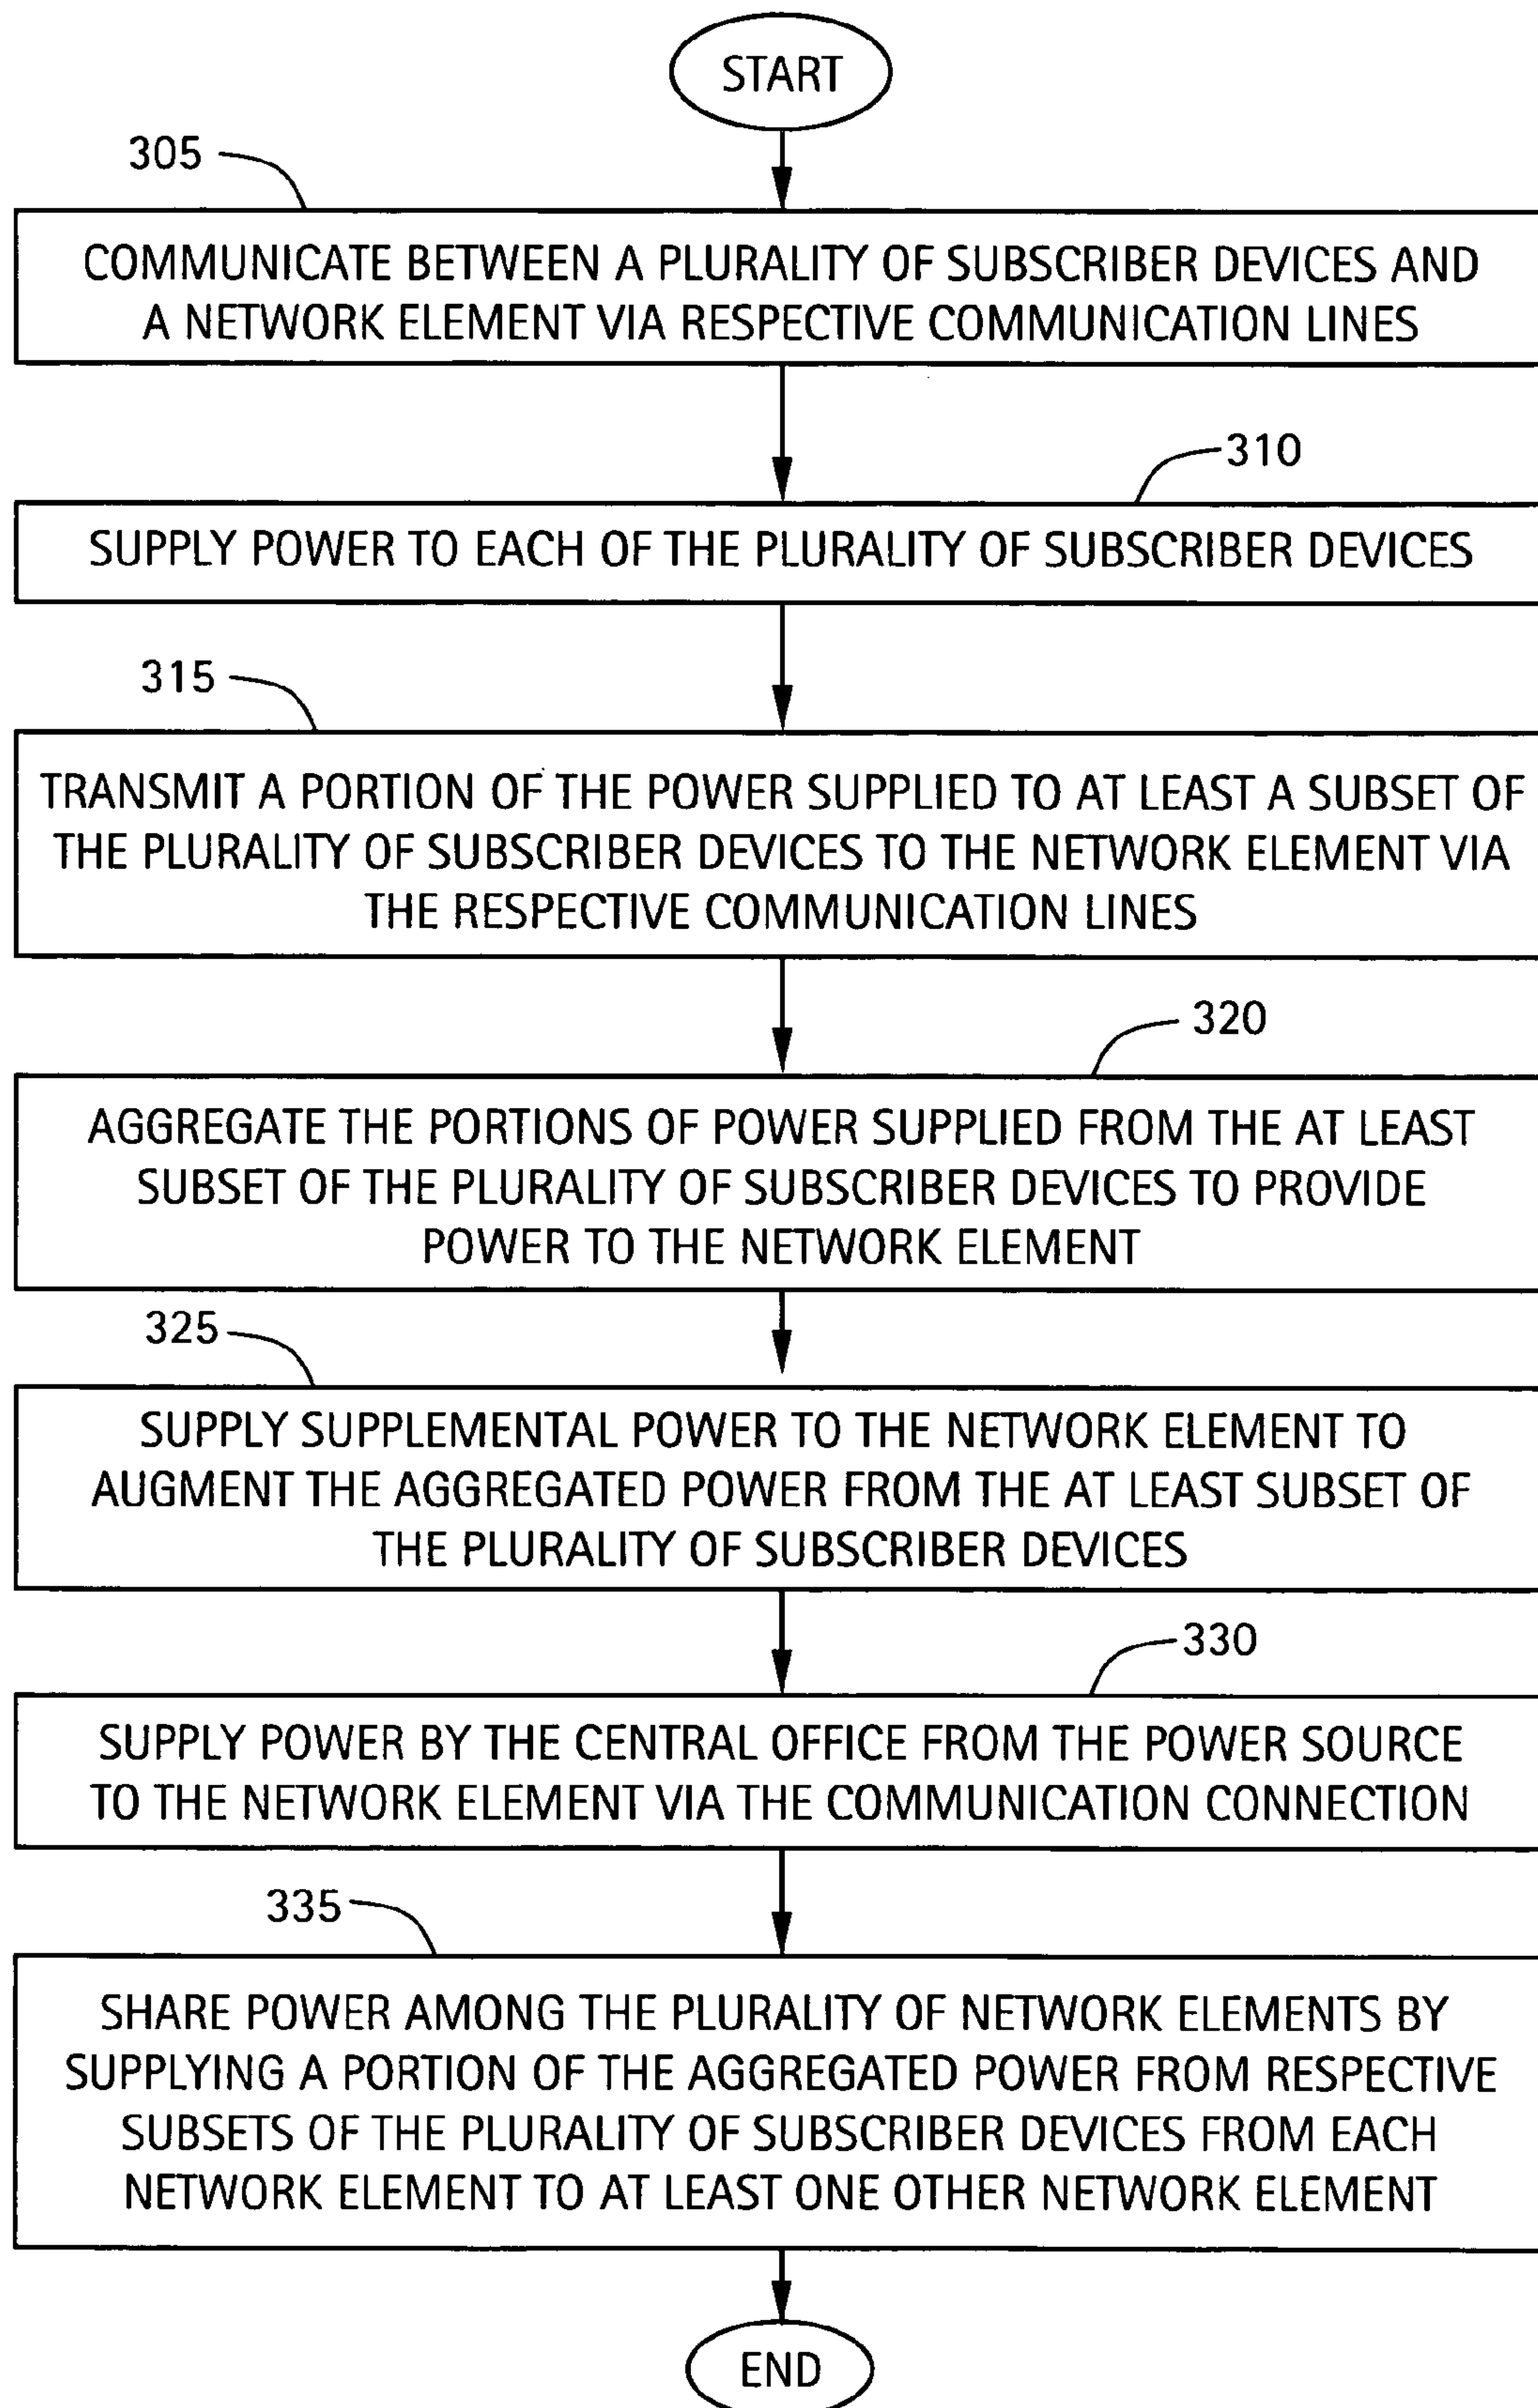 START
305
COMMUNICATE BETWEEN A PLURALITY OF SUBSCRIBER DEVICES AND
A NETWORK ELEMENT VIA RESPECTIVE COMMUNICATION LINES
310
SUPPLY POWER TO EACH OF THE PLURALITY OF SUBSCRIBER DEVICES
315
TRANSMIT A PORTION OF THE POWER SUPPLIED TO AT LEAST A SUBSET OF
THE PLURALITY OF SUBSCRIBER DEVICES TO THE NETWORK ELEMENT VIA
THE RESPECTIVE COMMUNICATION LINES
320
AGGREGATE THE PORTIONS OF POWER SUPPLIED FROM THE AT LEAST
SUBSET OF THE PLURALITY OF SUBSCRIBER DEVICES TO PROVIDE
POWER TO THE NETWORK ELEMENT
325
SUPPLY SUPPLEMENTAL POWER TO THE NETWORK ELEMENT TO
AUGMENT THE AGGREGATED POWER FROM THE AT LEAST SUBSET OF
THE PLURALITY OF SUBSCRIBER DEVICES
330
SUPPLY POWER BY THE CENTRAL OFFICE FROM THE POWER SOURCE
TO THE NETWORK ELEMENT VIA THE COMMUNICATION CONNECTION
335
SHARE POWER AMONG THE PLURALITY OF NETWORK ELEMENTS BY
SUPPLYING A PORTION OF THE AGGREGATED POWER FROM RESPECTIVE
SUBSETS OF THE PLURALITY OF SUBSCRIBER DEVICES FROM EACH
NETWORK ELEMENT TO AT LEAST ONE OTHER NETWORK ELEMENT
END